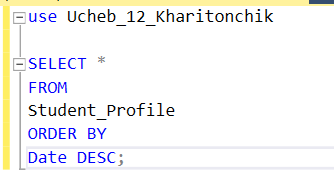 use Ucheb_12_Kharitonchik
SELECT *
FROM
Student_Profile
ORDER BY
Date DESC;